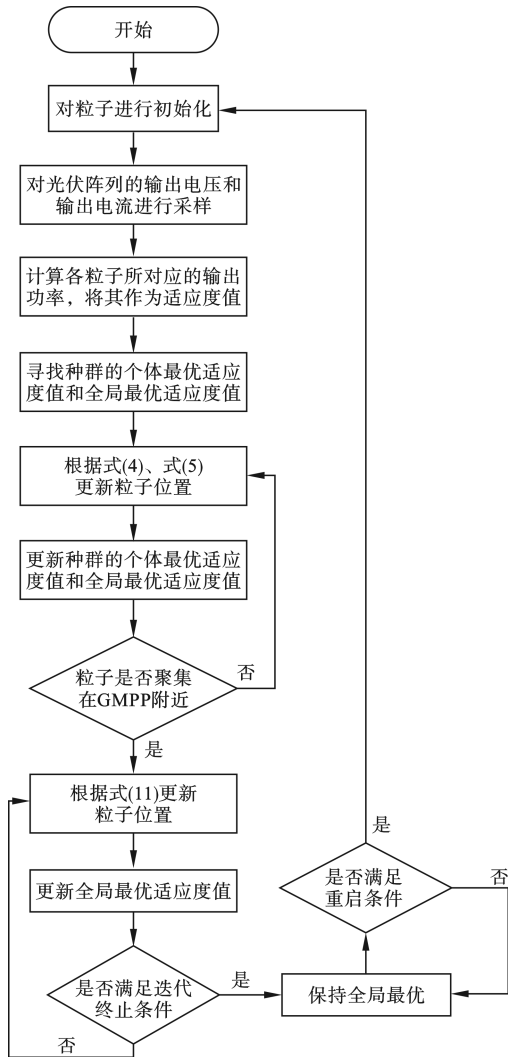 开始
对粒子进行初始化
对光伏阵列的输出电压和
输出电流进行采样
计算各粒子所对应的输出
功率，将其作为适应度值
寻找种群的个体最优适应
度值和全局最优适应度值
根据式(4)、式(5)
更新粒子位置
更新种群的个体最优适应
度值和全局最优适应度值
粒子是否聚集
在GMPP附近
否
是
根据式(11)更新
粒子位置
更新全局最优适应度值
是否满足迭代
终止条件
是
否
保持全局最优
是否满足
重启条件
是
否